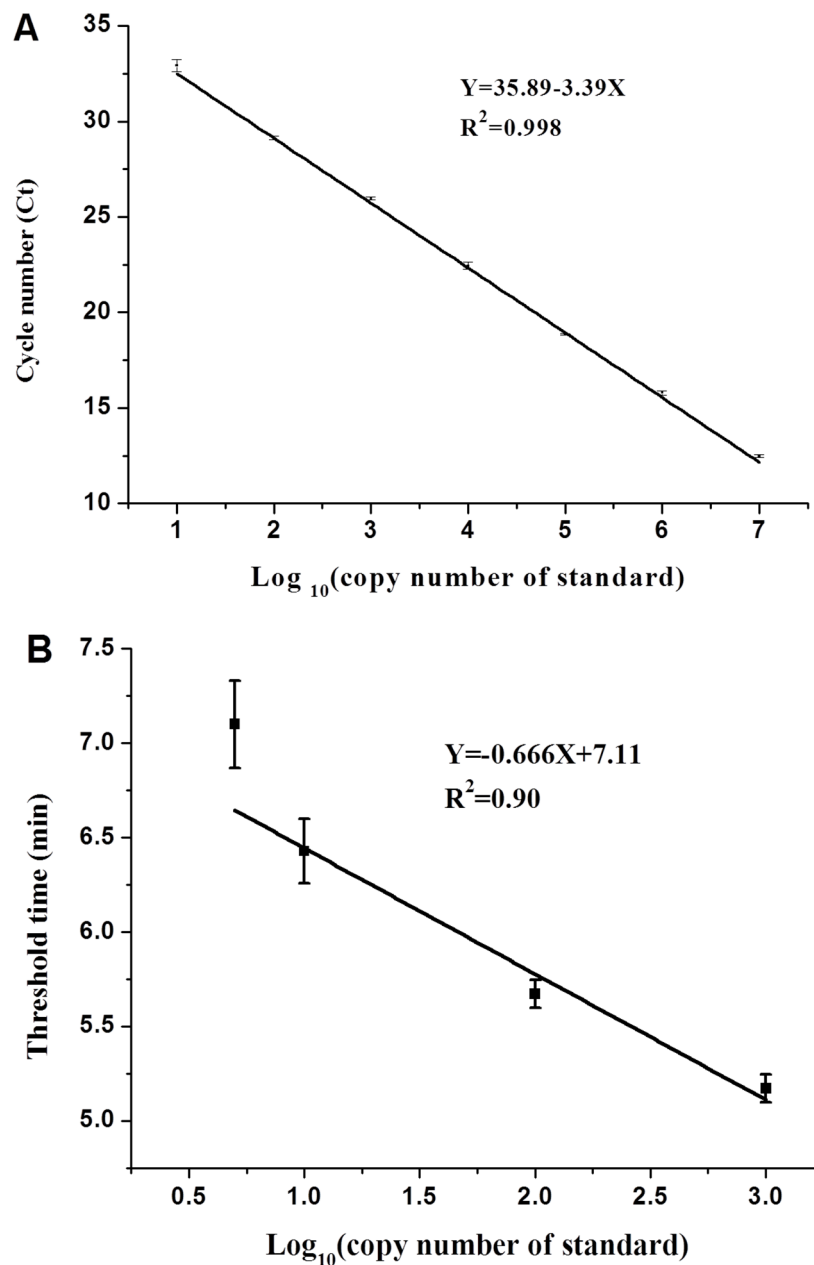 A
35
30
25
20
15
10
Cycle number (Ct)
Y=35.89-3.39X
R²=0.998
1 2 3 4 5 6 7
Log ₁₀(copy number of standard)
B
7.5
7.0
6.5
6.0
5.5
5.0
Threshold time (min)
Y=-0.666X+7.11
R²=0.90
0.5 1.0 1.5 2.0 2.5 3.0
Log₁₀(copy number of standard)